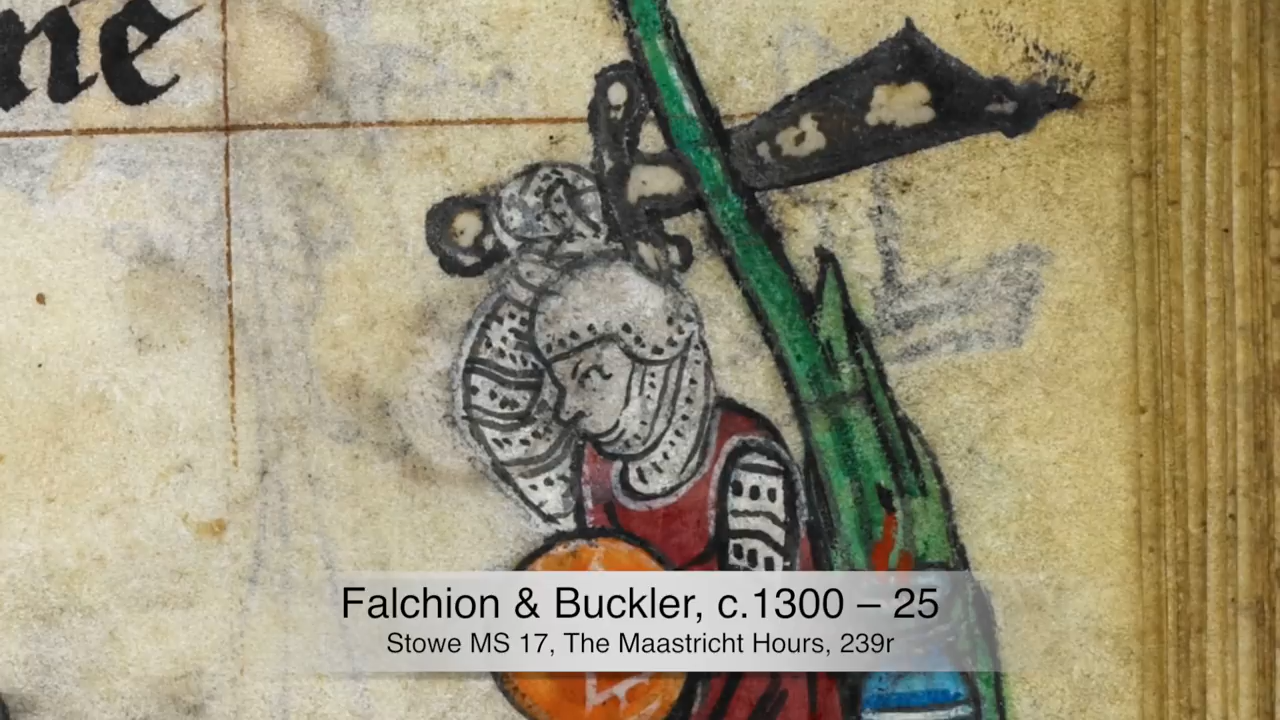 ne
Falchion & Buckler, c.1300 – 25
Stowe MS 17, The Maastricht Hours, 239r